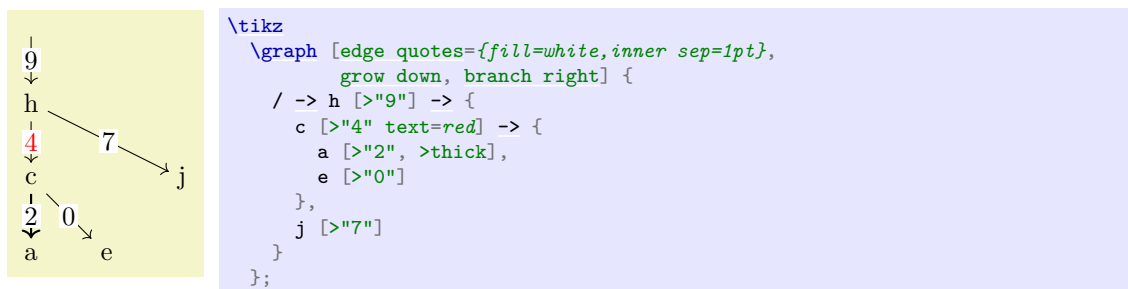 9
h
4
7
c
j
2
0
a
e
\tikz
\graph [edge quotes={fill=white,inner sep=1pt},
grow down, branch right] {
/ -> h [>"9"] -> {
c [>"4" text=red] -> {
a [>"2", >thick],
e [>"0"]
},
j [>"7"]
}
};